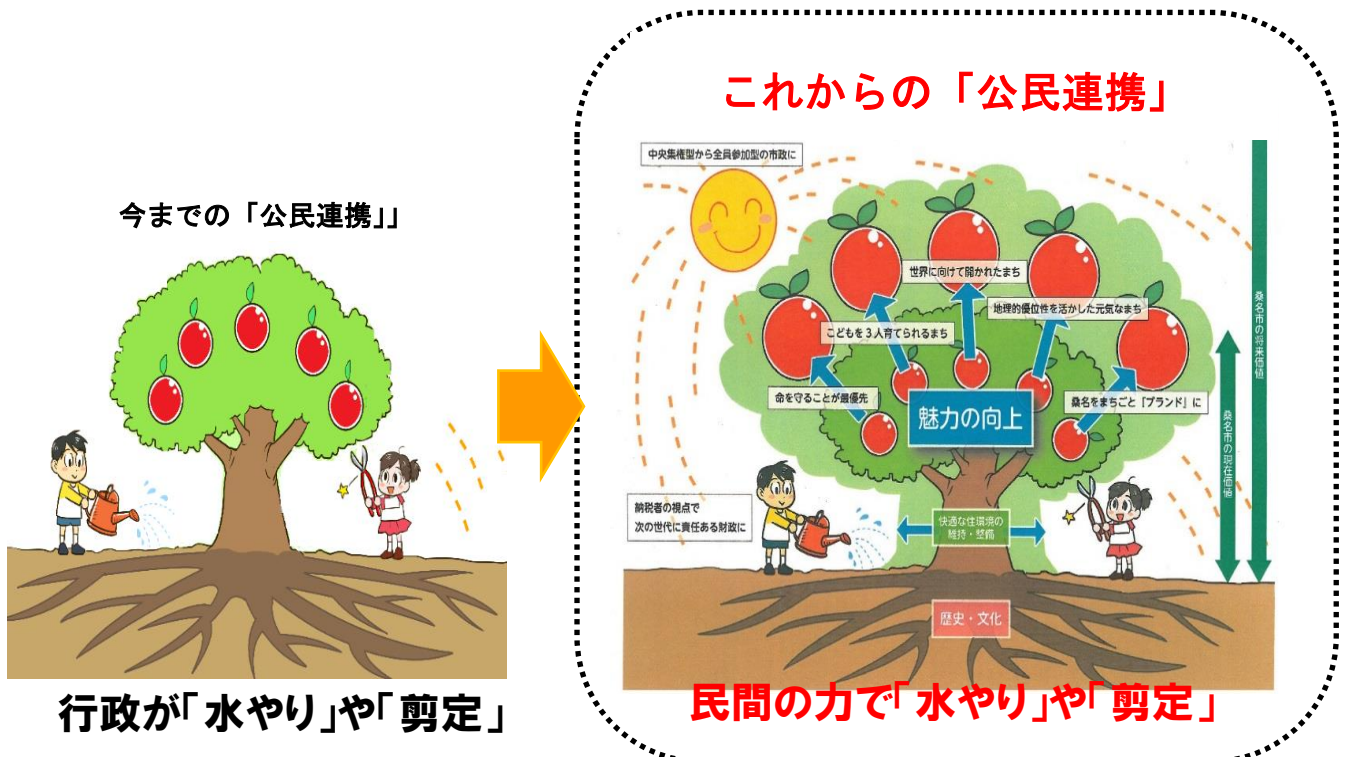 今までの「公民連携」」
行政が「水やり」や「剪定」
これからの「公民連携」
中央集権型から全員参加型の市政に
世界に向けて開かれたまち
地理的優位性を活かした元気なまち
こどもを3人育てられるまち
命を守ることが最優先
桑名をまちごと「ブランド」に
魅力の向上
桑名市の将来価値
桑名市の現在価値
納税者の視点で
次の世代に責任ある財政に
快適な住環境の
維持・整備
歴史・文化
民間の力で「水やり」や「剪定」